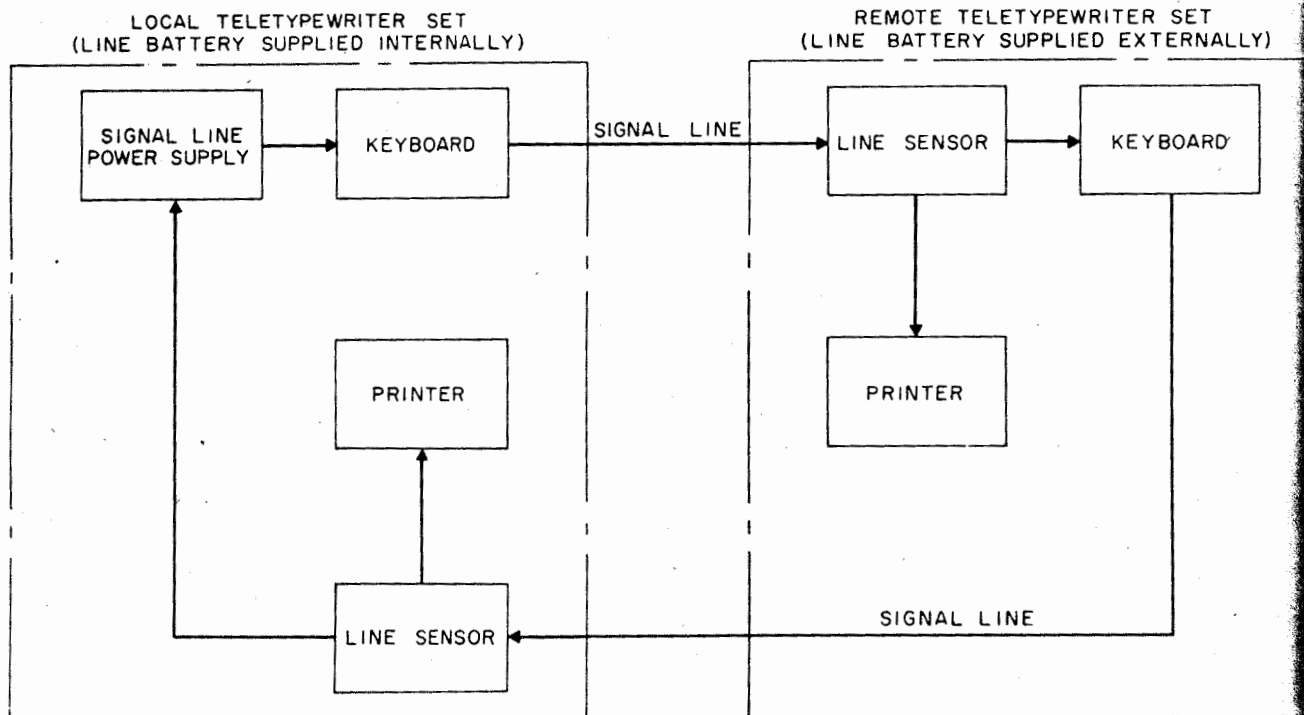 LOCAL TELETYPEWRITER SET
(LINE BATTERY SUPPLIED INTERNALLY)
REMOTE TELETYPEWRITER SET
(LINE BATTERY SUPPLIED EXTERNALLY)
SIGNAL LINE
POWER SUPPLY
KEYBOARD
SIGNAL LINE
LINE SENSOR
KEYBOARD
PRINTER
PRINTER
LINE SENSOR
SIGNAL LINE